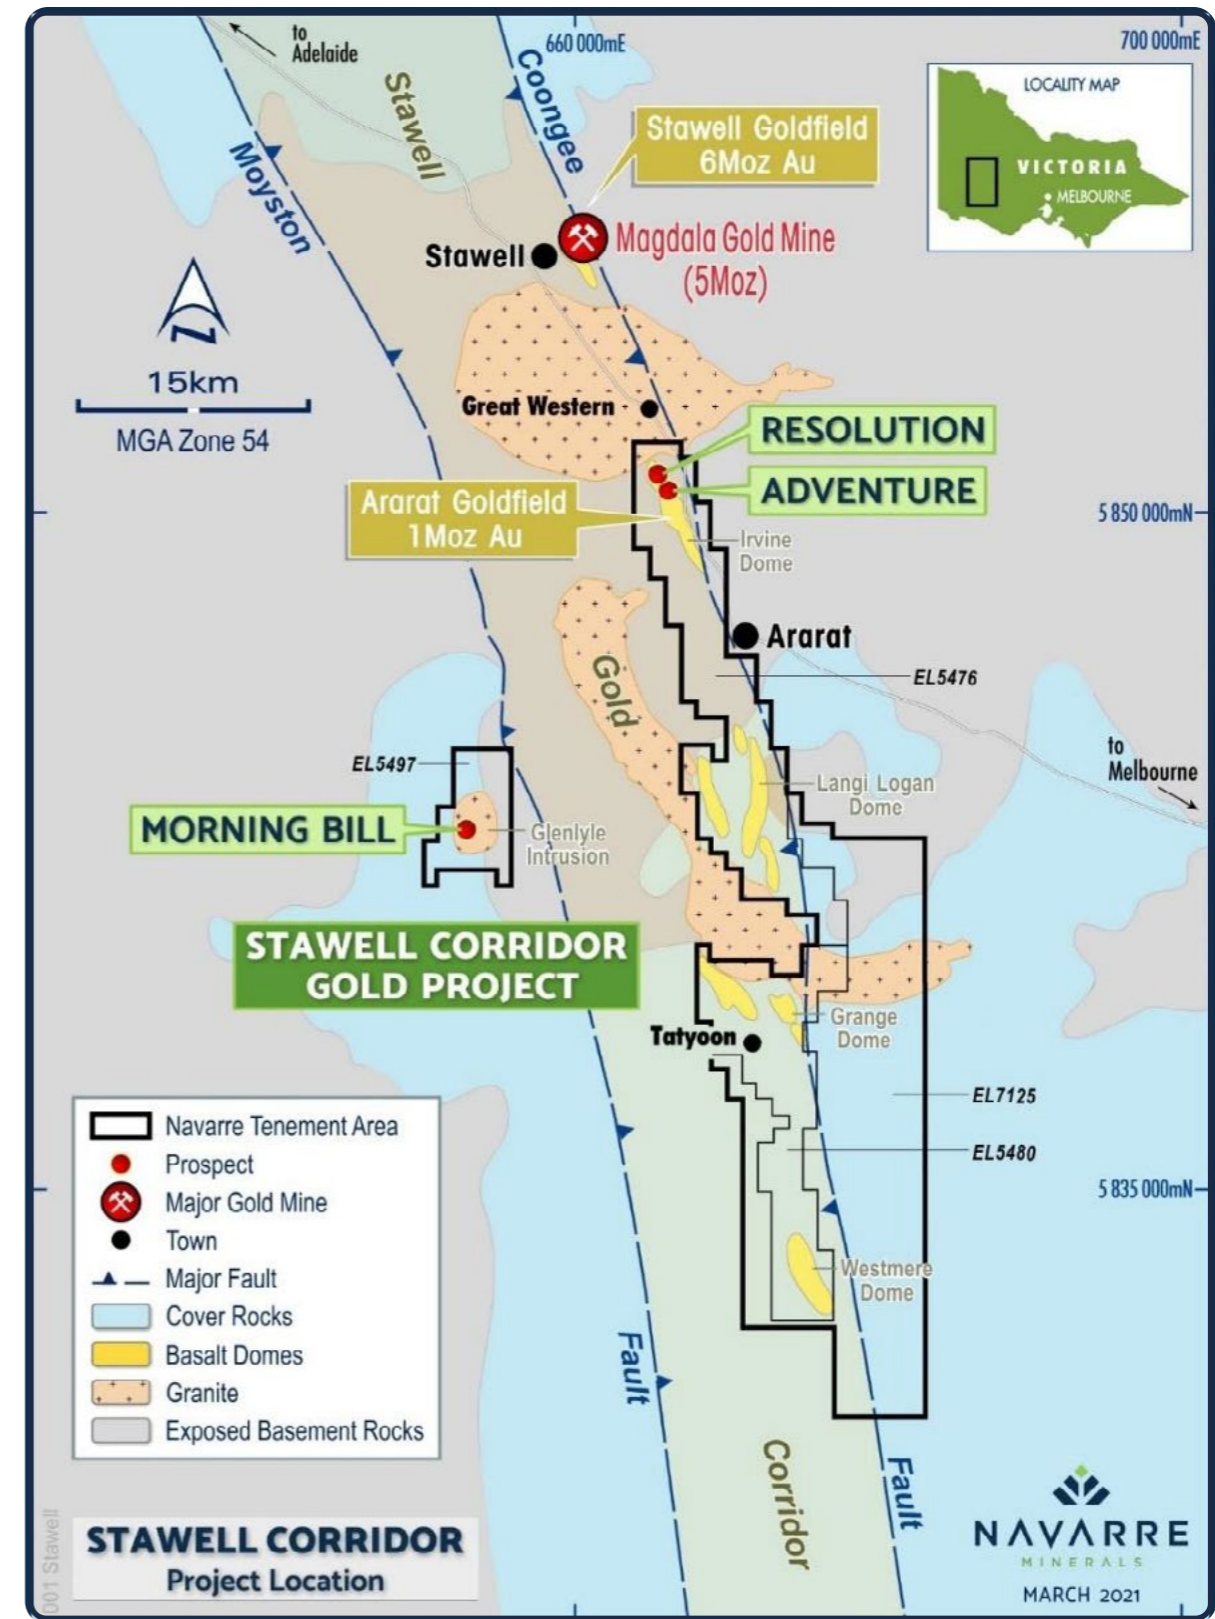 to
Adelaide
660 000mE
700 000mE
Stawell
Coongee
Moyston
Stawell Goldfield
6Moz Au
LOCALITY MAP
VICTORIA
MELBOURNE
Stawell
Magdala Gold Mine
(5Moz)
N
15km
MGA Zone 54
Great Western
RESOLUTION
ADVENTURE
Ararat Goldfield
1Moz Au
5 850 000mN
Irvine
Dome
Ararat
Gold
EL5476
to
Melbourne
EL5497
Langi Logan
Dome
MORNING BILL
Glenlyle
Intrusion
STAWELL CORRIDOR
GOLD PROJECT
Grange
Dome
Tatyoon
EL7125
EL5480
5 835 000mN
Westmere
Dome
Navarre Tenement Area
Prospect
Major Gold Mine
Town
Major Fault
Cover Rocks
Basalt Domes
Granite
Exposed Basement Rocks
Fault
Corridor
Fault
001 Stawell
STAWELL CORRIDOR
Project Location
NAVARRE
MINERALS
MARCH 2021